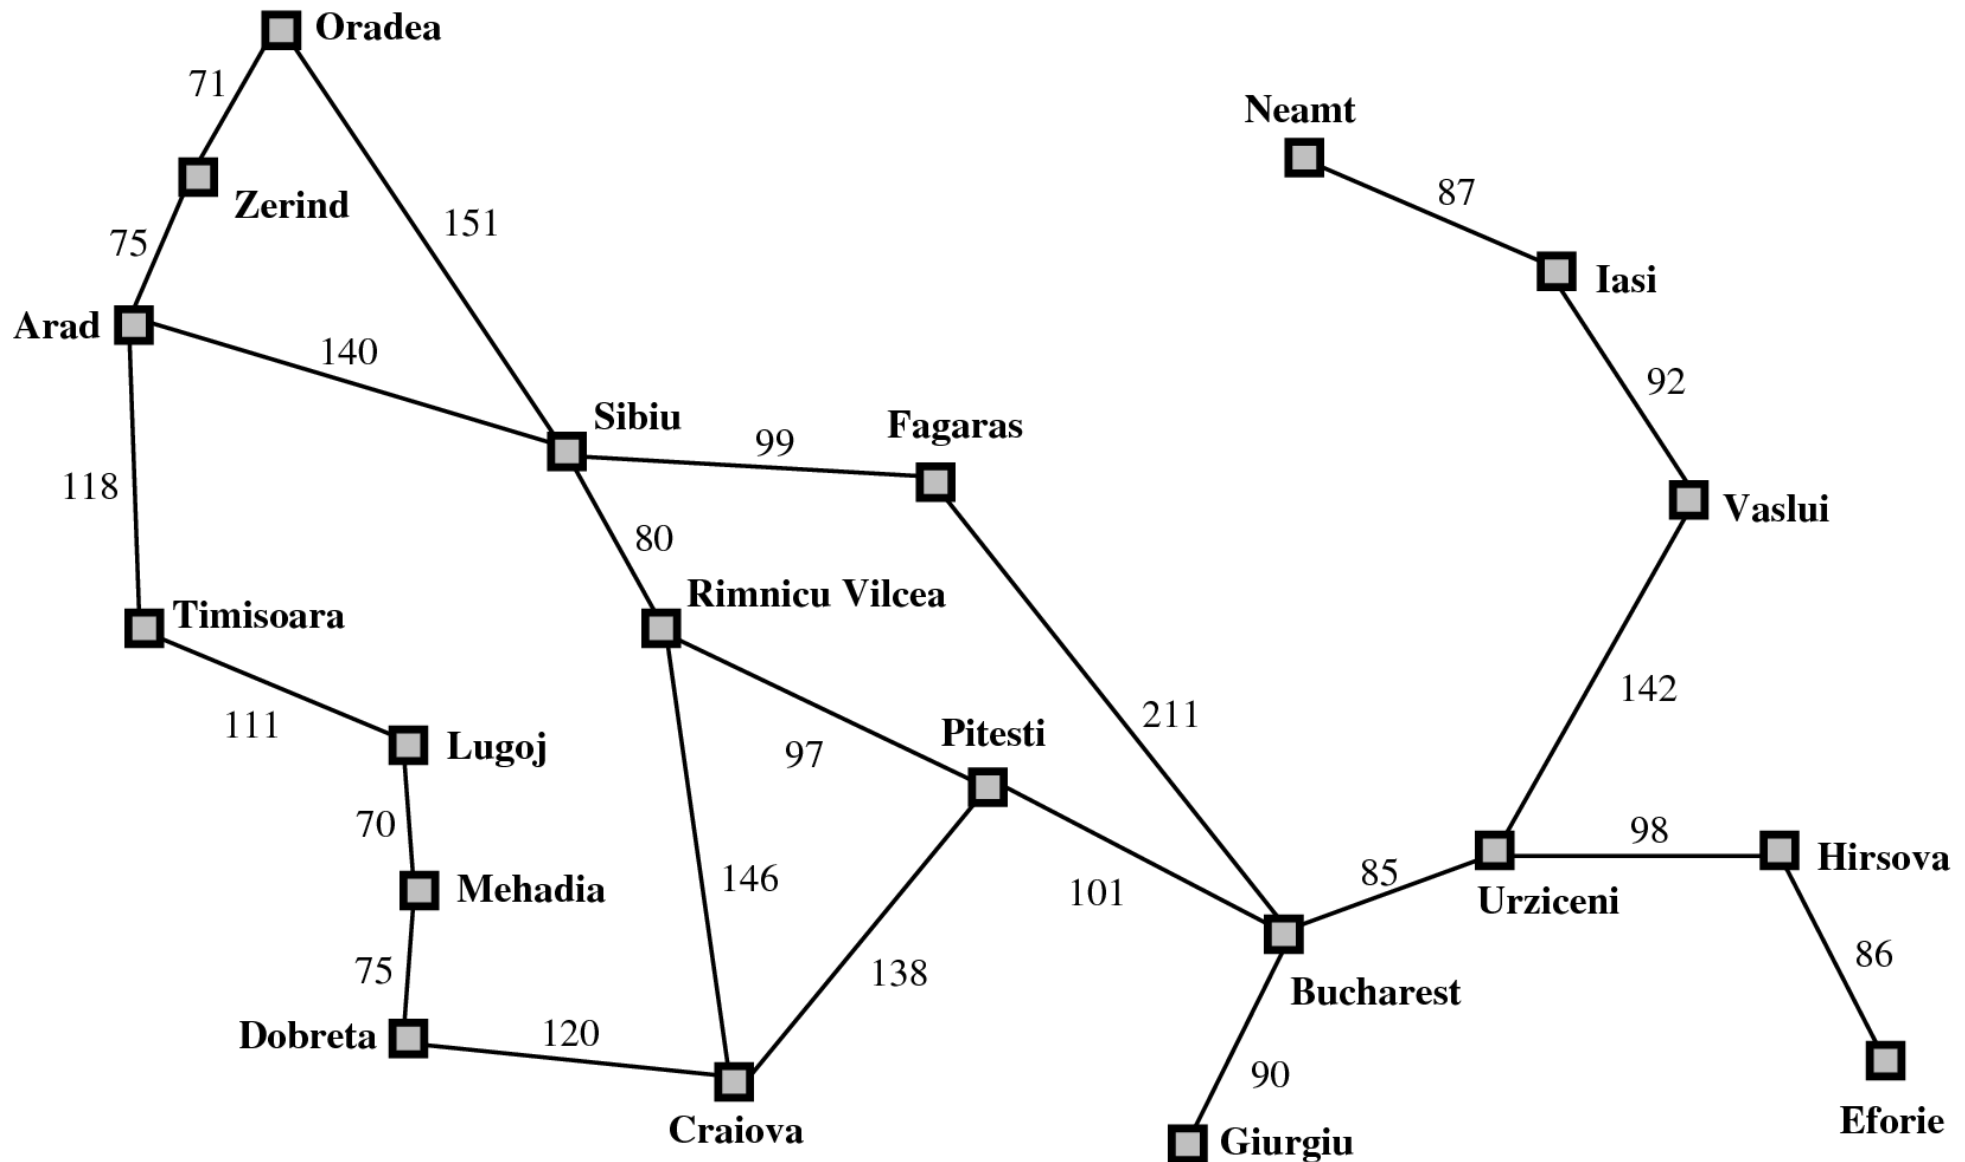 Oradea
71
Neamt
87
Zerind
151
75
Iasi
Arad
140
92
Sibiu
99
Fagaras
118
80
Vaslui
Rimnicu Vilcea
Timisoara
142
211
111
Lugoj
97
Pitesti
70
98
Hirsova
146
85
Mehadia
101
Urziceni
75
138
86
Bucharest
Dobreta
120
90
Eforie
Craiova
Giurgiu